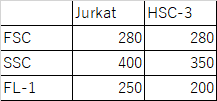 Jurkat HSC-3
FSC 280 280
SSC 400 350
FL-1 250 200